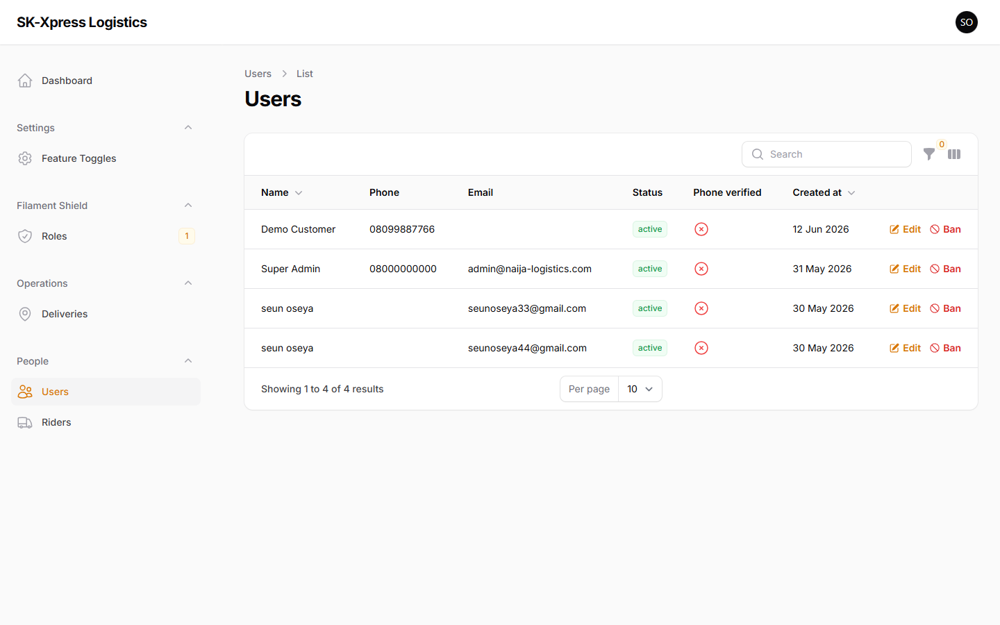 SK-Xpress Logistics
SO
Dashboard
Settings
Feature Toggles
Filament Shield
Roles 1
Operations
Deliveries
People
Users
Riders
Users > List
Users
Search
0
Name Phone Email Status Phone verified Created at
Demo Customer 08099887766 active 12 Jun 2026 Edit Ban
Super Admin 08000000000 admin@naija-logistics.com active 31 May 2026 Edit Ban
seun oseya seunoseya33@gmail.com active 30 May 2026 Edit Ban
seun oseya seunoseya44@gmail.com active 30 May 2026 Edit Ban
Showing 1 to 4 of 4 results Per page 10